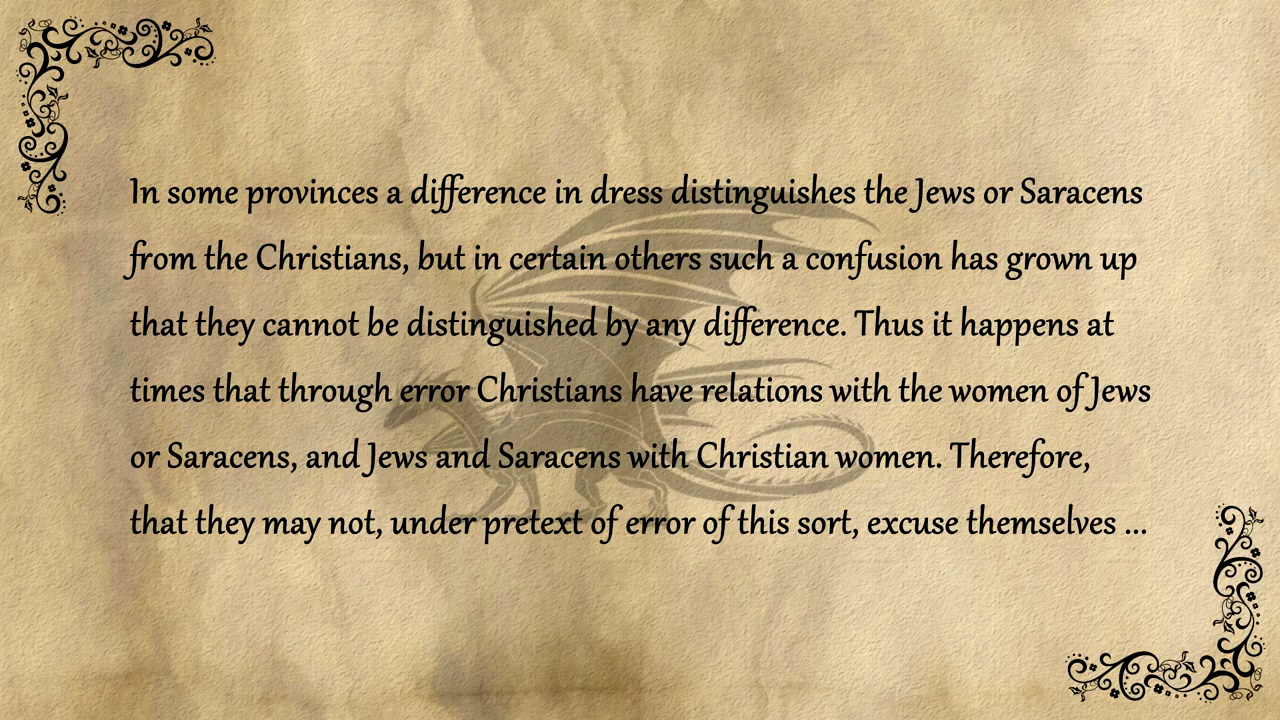 In some provinces a difference in dress distinguishes the Jews or Saracens
from the Christians, but in certain others such a confusion has grown up
that they cannot be distinguished by any difference. Thus it happens at
times that through error Christians have relations with the women of Jews
or Saracens, and Jews and Saracens with Christian women. Therefore,
that they may not, under pretext of error of this sort, excuse themselves ...